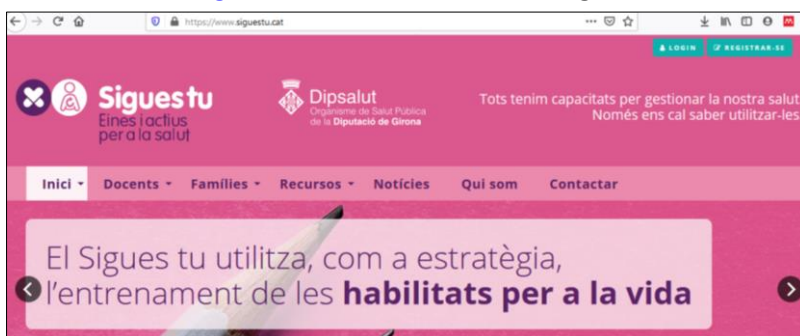 https://www.siguestu.cat
LOGIN
REGISTRAR-SE
Siguestu
Eines i actius
per a la salut
Dipsalut
Organisme de Salut Pública
de la Diputació de Girona
Tots tenim capacitats per gestionar la nostra salut
Només ens cal saber utilitzar-les
Inici Docents Famílies Recursos Notícies Qui som Contactar
El Sigues tu utilitza, com a estratègia,
l'entrenament de les habilitats per a la vida